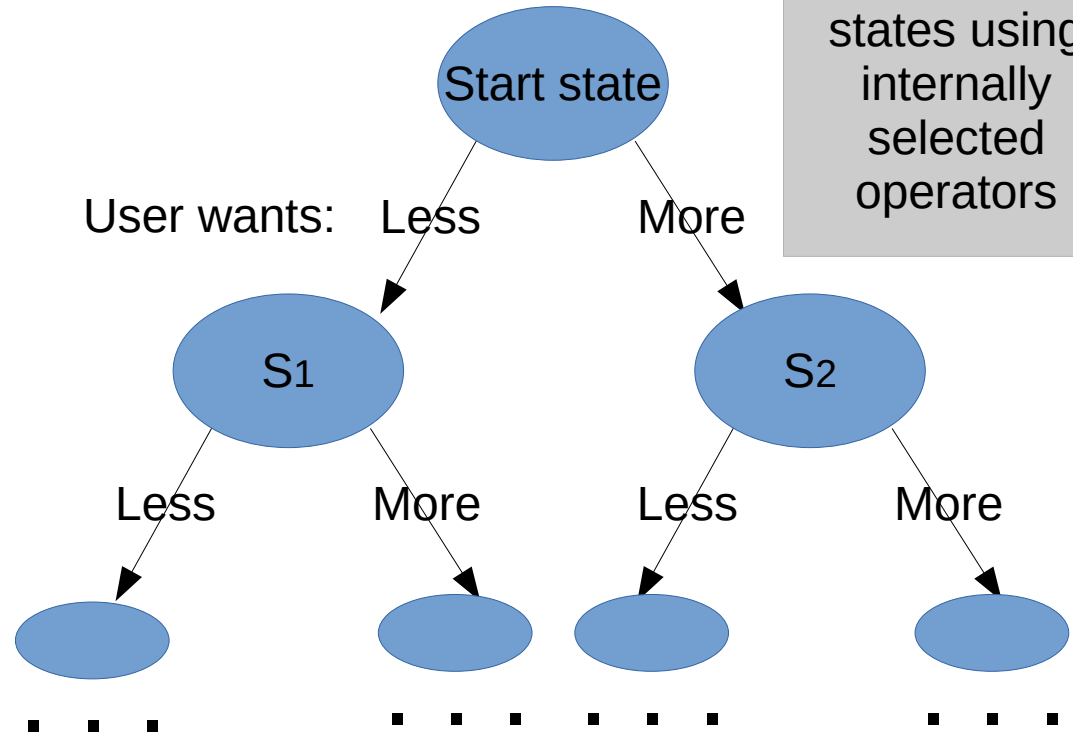 Start state
states using
internally
selected
operators
User wants: Less More
S1 S2
Less More Less More